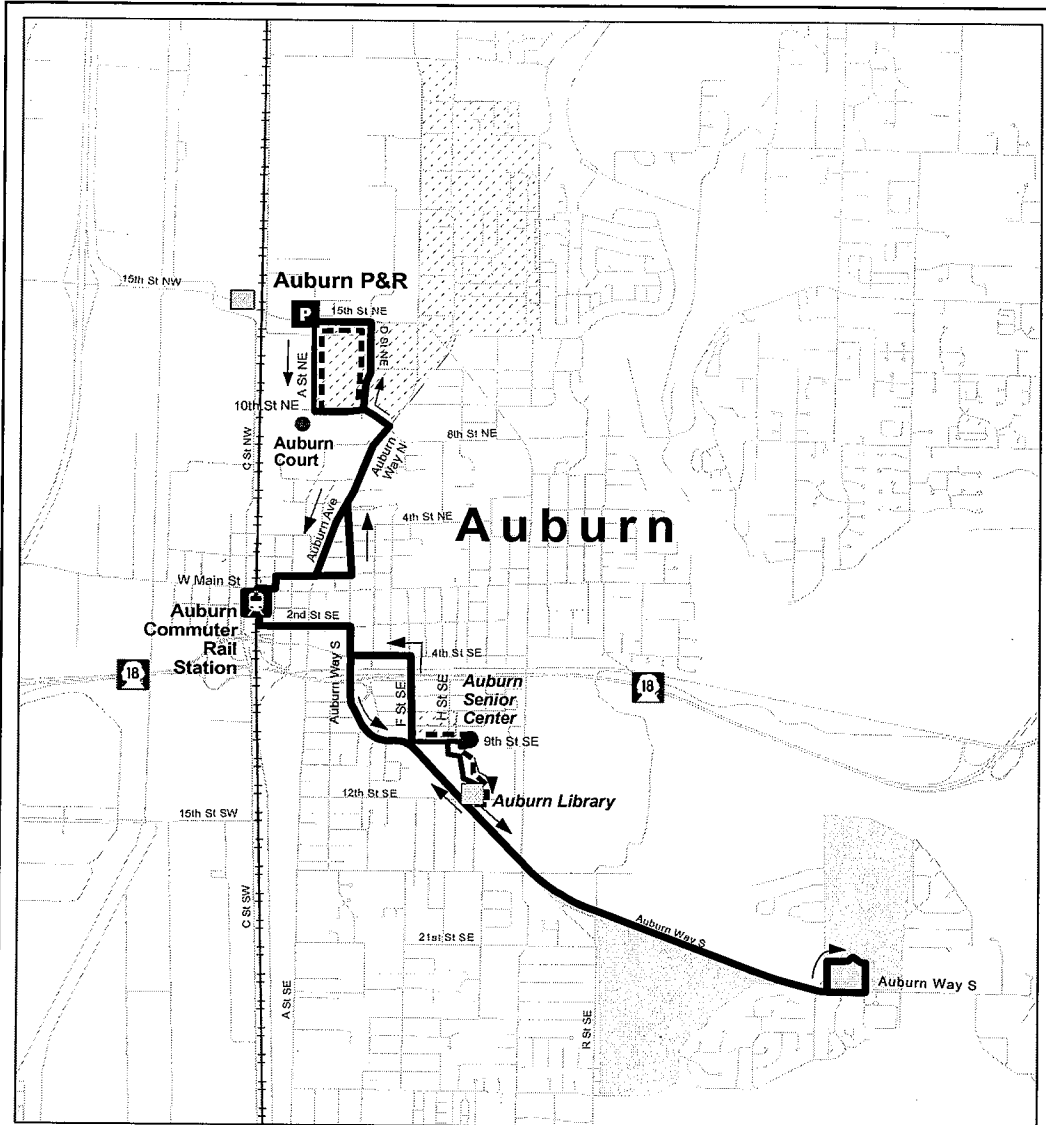 15th St NW
Auburn P&R
P
15th St NE
D St NE
A St NE
10th St NE
Auburn
Court
C St NW
Auburn
Way N
8th St NE
Auburn Ave
4th St NE
Auburn
W Main St
2nd St SE
Auburn
Commuter
Rail
Station
18
Auburn Way S
4th St SE
F St SE
H St SE
Auburn
Senior
Center
18
9th St SE
12th St SE
Auburn Library
15th St SW
C St SW
21st St SE
Auburn Way S
Auburn Way S
A St SE
R St SE